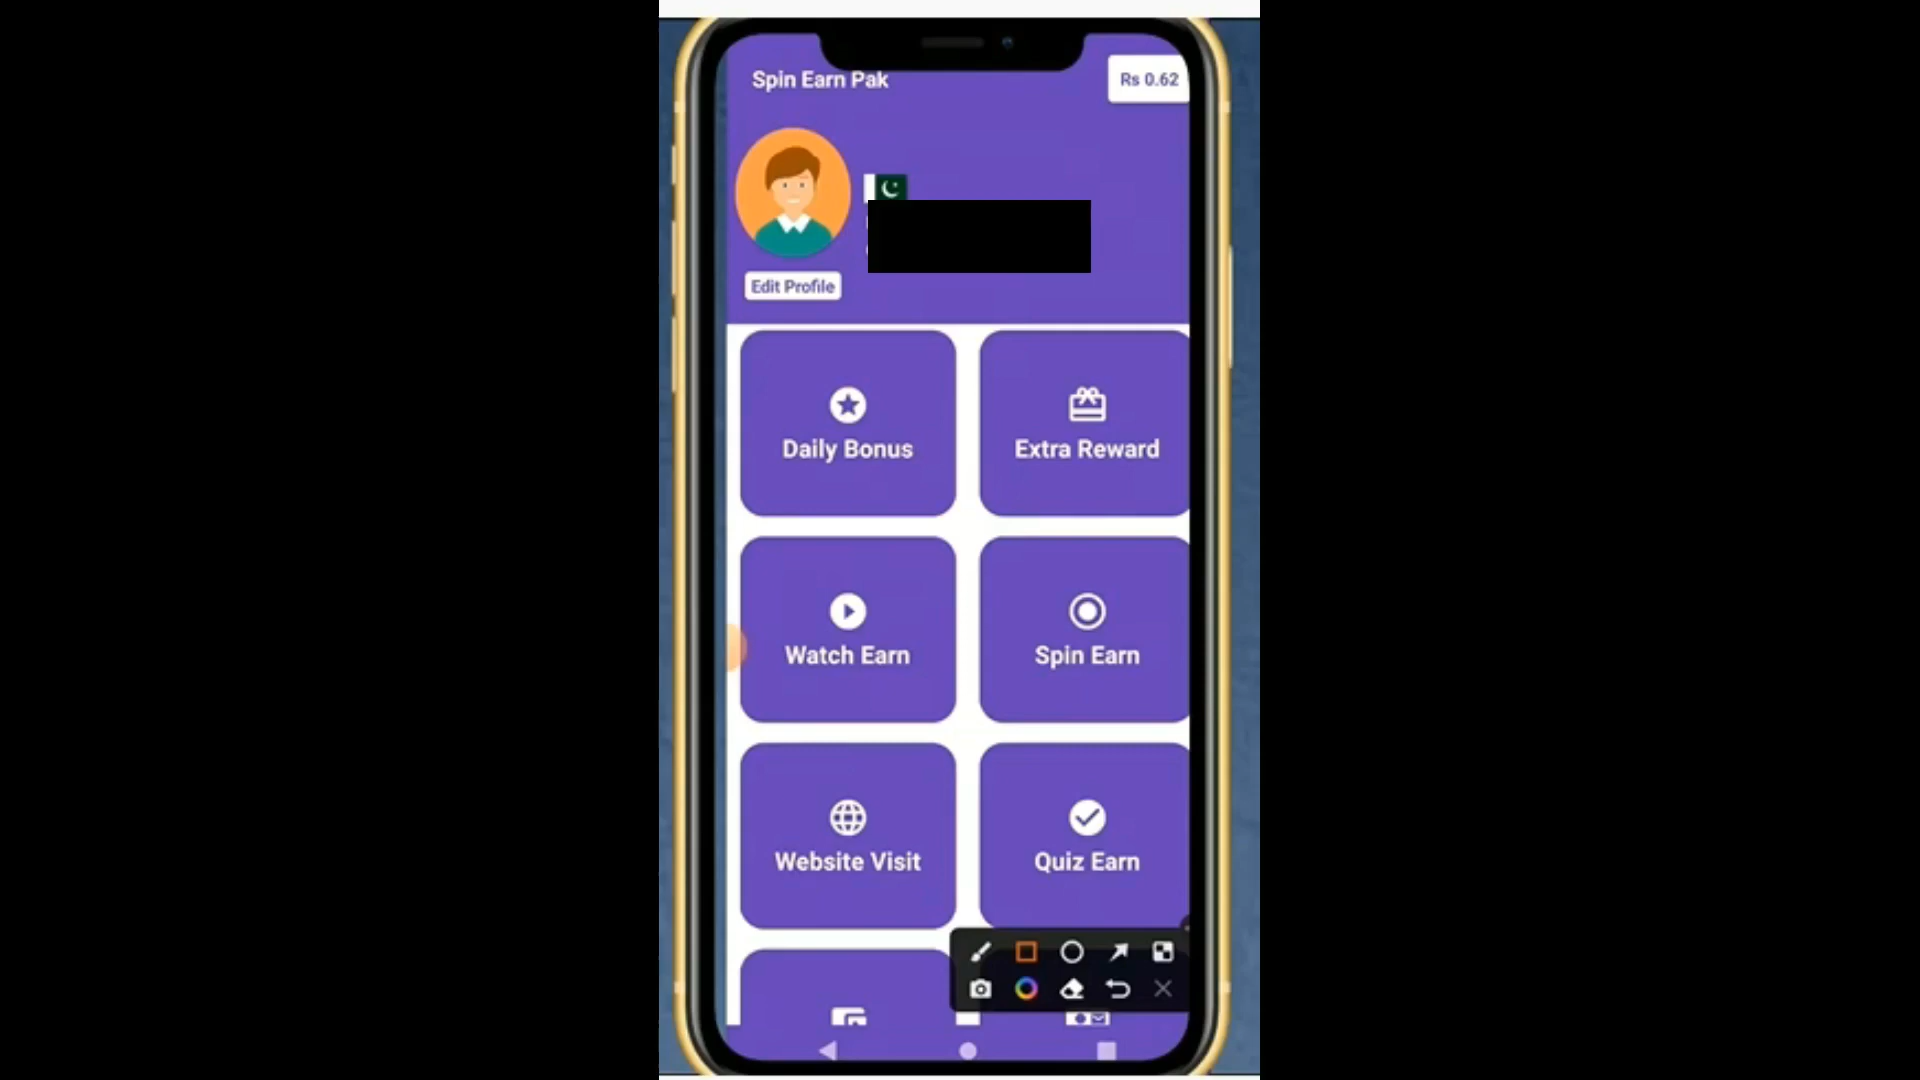 Spin Earn Pak
Rs 0.62
Edit Profile
Daily Bonus
Extra Reward
Watch Earn
Spin Earn
Website Visit
Quiz Earn